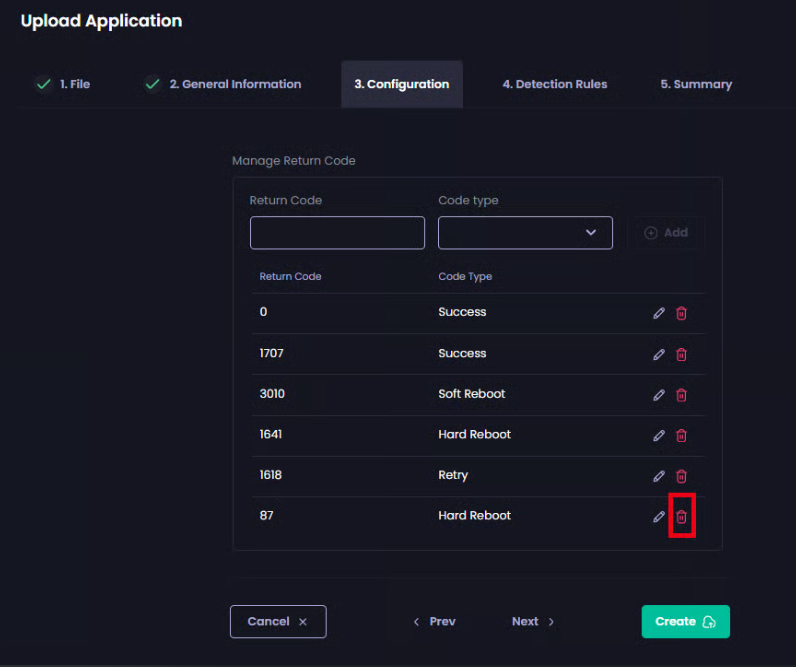 Upload Application
1. File
2. General Information
3. Configuration
4. Detection Rules
5. Summary
Manage Return Code
Return Code
Code type
Add
Return Code Code Type
0 Success
1707 Success
3010 Soft Reboot
1641 Hard Reboot
1618 Retry
87 Hard Reboot
Cancel
Prev
Next
Create